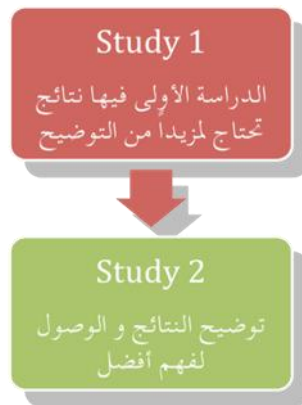 Study 1
الدراسة الأولى فيها نتائج
تحتاج لمزيداً من التوضيح
Study 2
توضيح النتائج و الوصول
لفهم أفضل